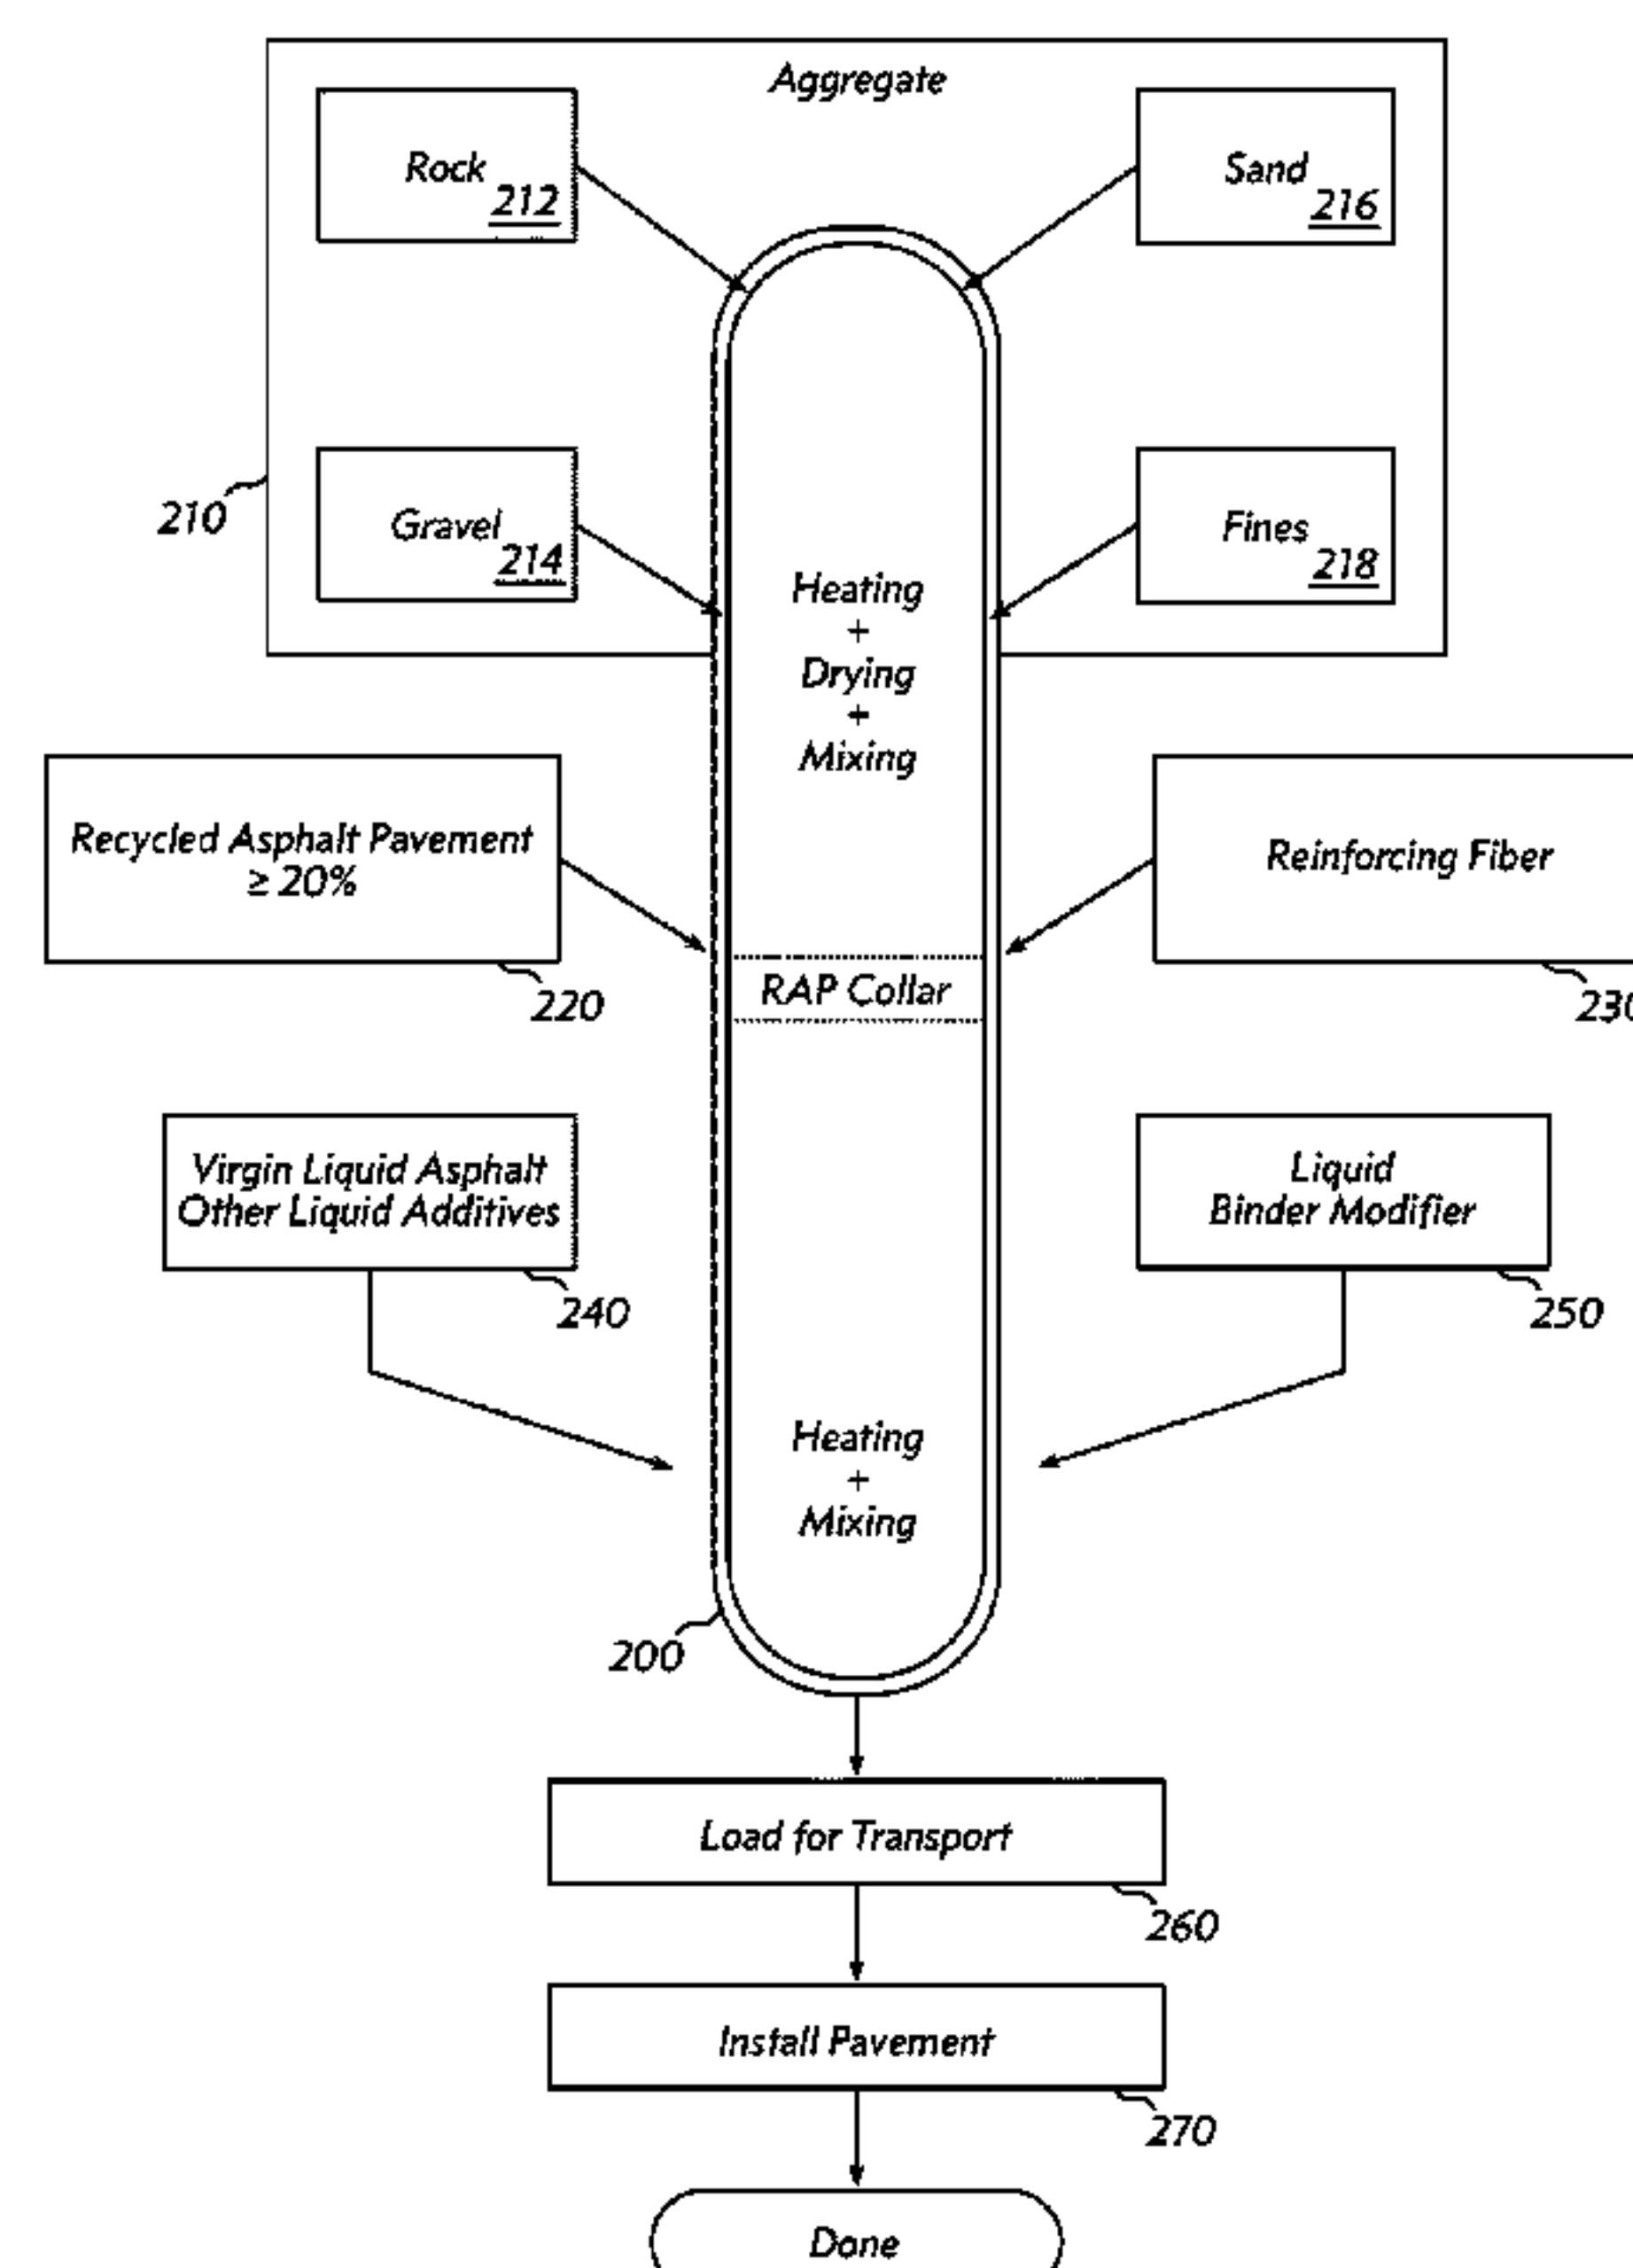 Aggregate
Rock
212
Sand
216
210
Gravel
214
Fines
218
Heating
+
Drying
+
Mixing
Recycled Asphalt Pavement
≥ 20%
220
Reinforcing Fiber
230
RAP Collar
Virgin Liquid Asphalt
Other Liquid Additives
240
Liquid
Binder Modifier
250
Heating
+
Mixing
200
Load for Transport
260
Install Pavement
270
Done